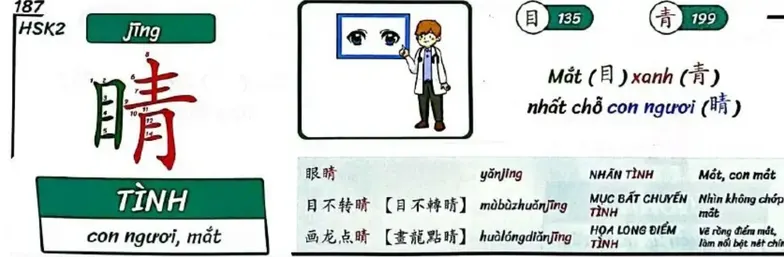 187
HSK2
jīng
睛
TÌNH
con ngươi, mắt
目 135
青 199
Mắt (目) xanh (青)
nhất chỗ con ngươi (睛)
眼睛 yǎnjing NHÃN TÌNH Mắt, con mắt
目不转睛 【目不轉睛】 mùbùzhuǎnjīng MỤC BẤT CHUYỂN TÌNH Nhìn không chớp mắt
画龙点睛 【畫龍點睛】 huàlóngdiǎnjīng HỌA LONG ĐIỂM TÌNH Vẽ rồng điểm mắt, làm nổi bật nét